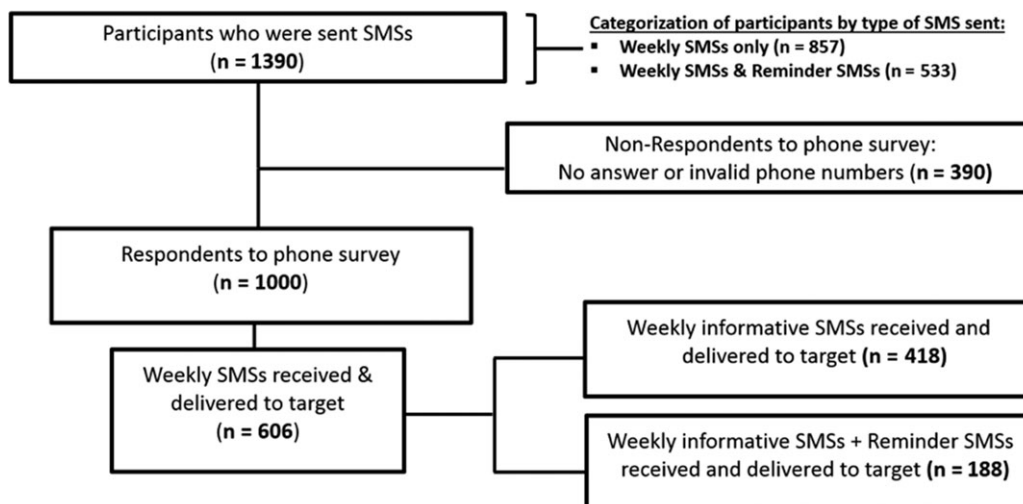 Participants who were sent SMSs
(n = 1390)
Categorization of participants by type of SMS sent:
▪ Weekly SMSs only (n = 857)
▪ Weekly SMSs & Reminder SMSs (n = 533)
Non-Respondents to phone survey:
No answer or invalid phone numbers (n = 390)
Respondents to phone survey
(n = 1000)
Weekly SMSs received &
delivered to target
(n = 606)
Weekly informative SMSs received and
delivered to target (n = 418)
Weekly informative SMSs + Reminder SMSs
received and delivered to target (n = 188)